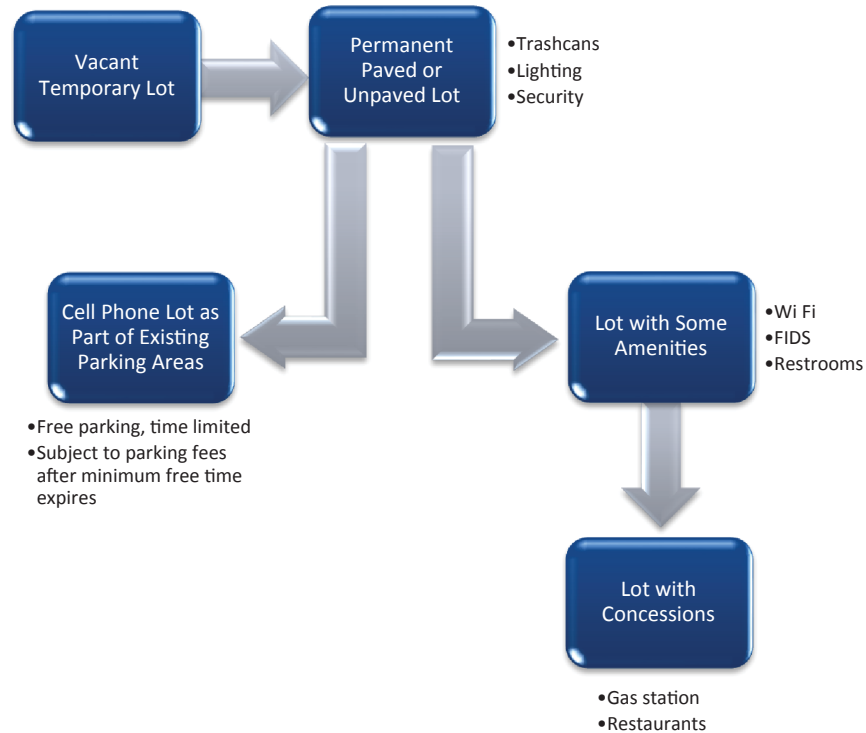 Vacant
Temporary Lot
Permanent
Paved or
Unpaved Lot
•Trashcans
•Lighting
•Security
Cell Phone Lot as
Part of Existing
Parking Areas
•Free parking, time limited
•Subject to parking fees
after minimum free time
expires
Lot with Some
Amenities
•Wi Fi
•FIDS
•Restrooms
Lot with
Concessions
•Gas station
•Restaurants